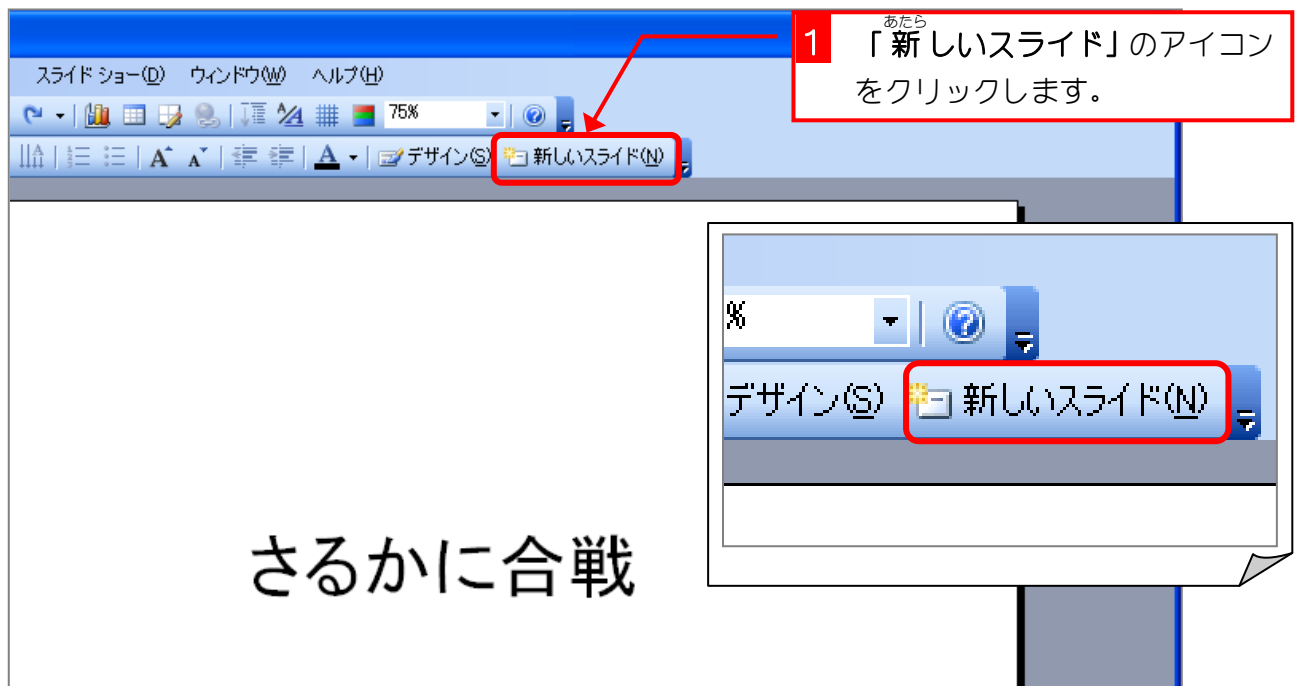 あたら
1 「新しいスライド」のアイコン
をクリックします。
スライド ショー(D) ウィンドウ(W) ヘルプ(H)
75%
デザイン(S) 新しいスライド(N)
%
デザイン(S) 新しいスライド(N)
さるかに合戦